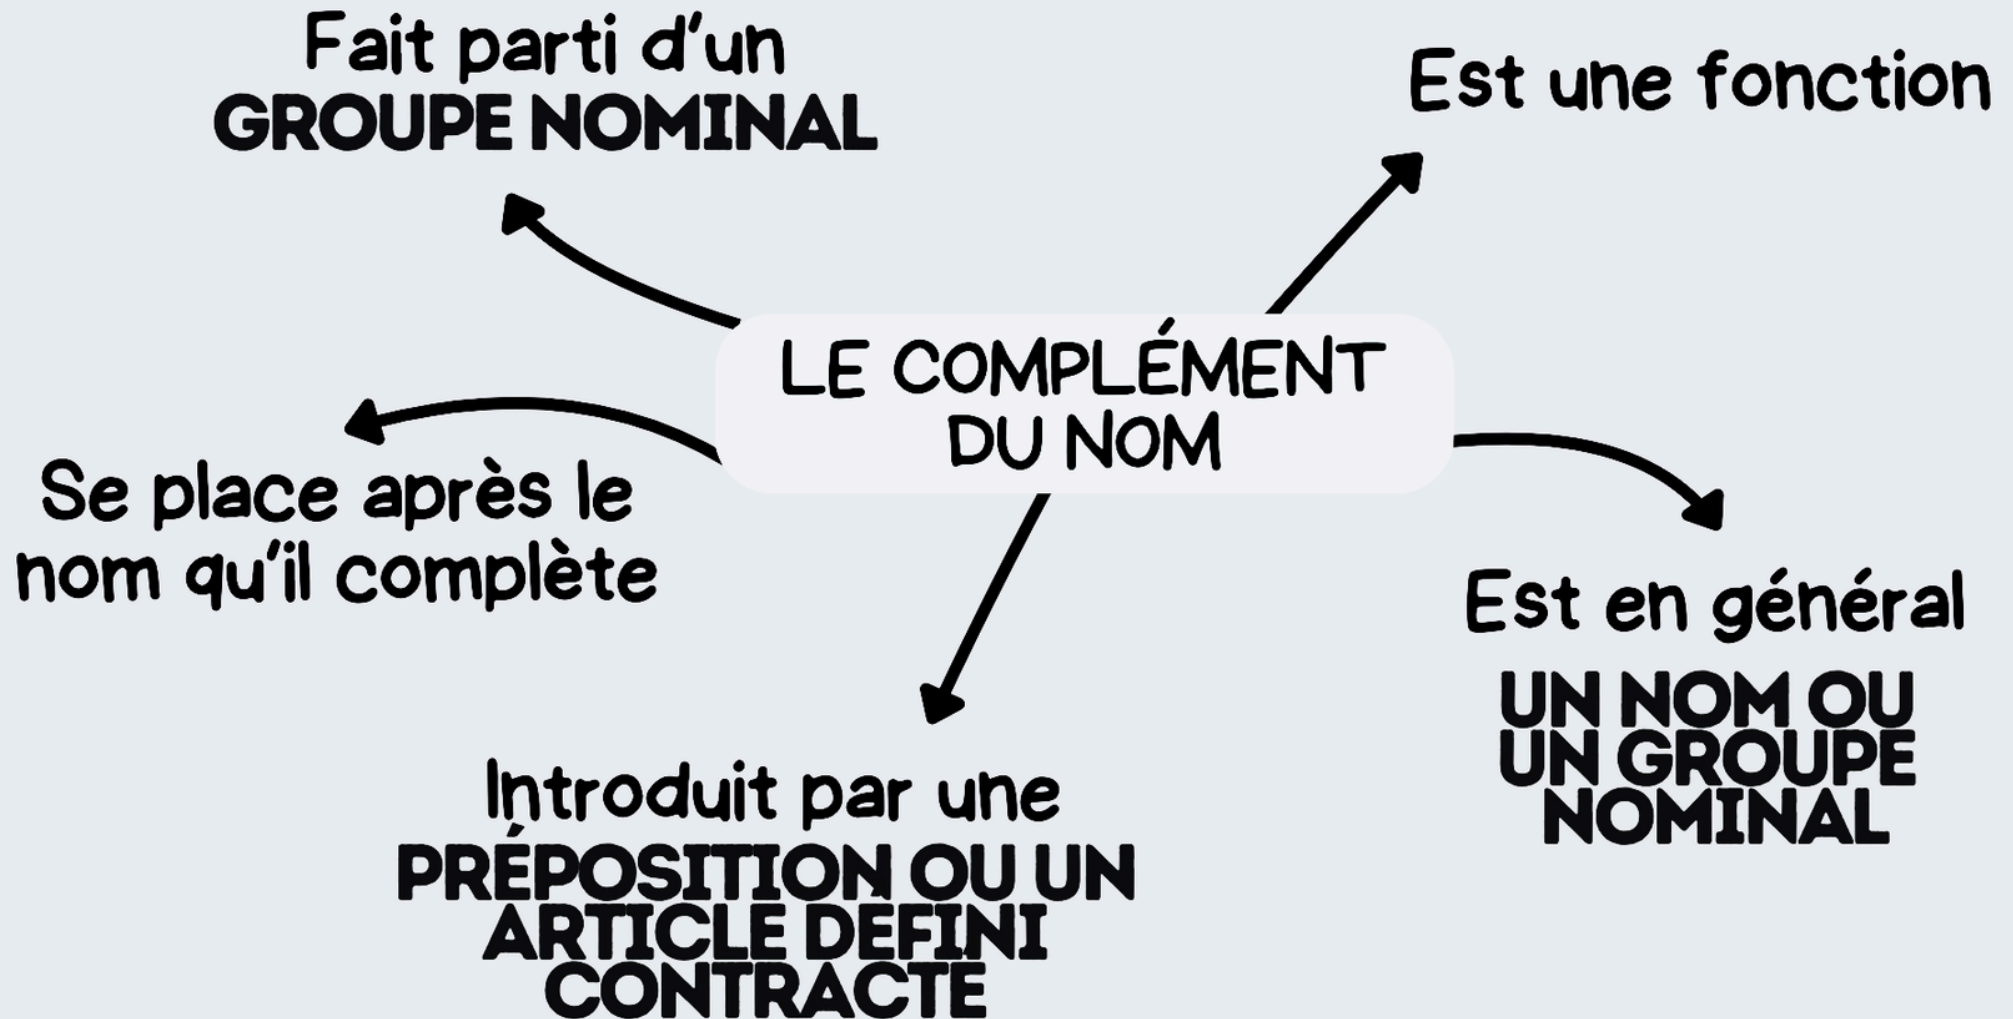 Fait parti d'un
GROUPE NOMINAL
Est une fonction
LE COMPLÉMENT
DU NOM
Se place après le
nom qu'il complète
Est en général
UN NOM OU
UN GROUPE
NOMINAL
Introduit par une
PRÉPOSITION OU UN
ARTICLE DÉFINI
CONTRACTÉ